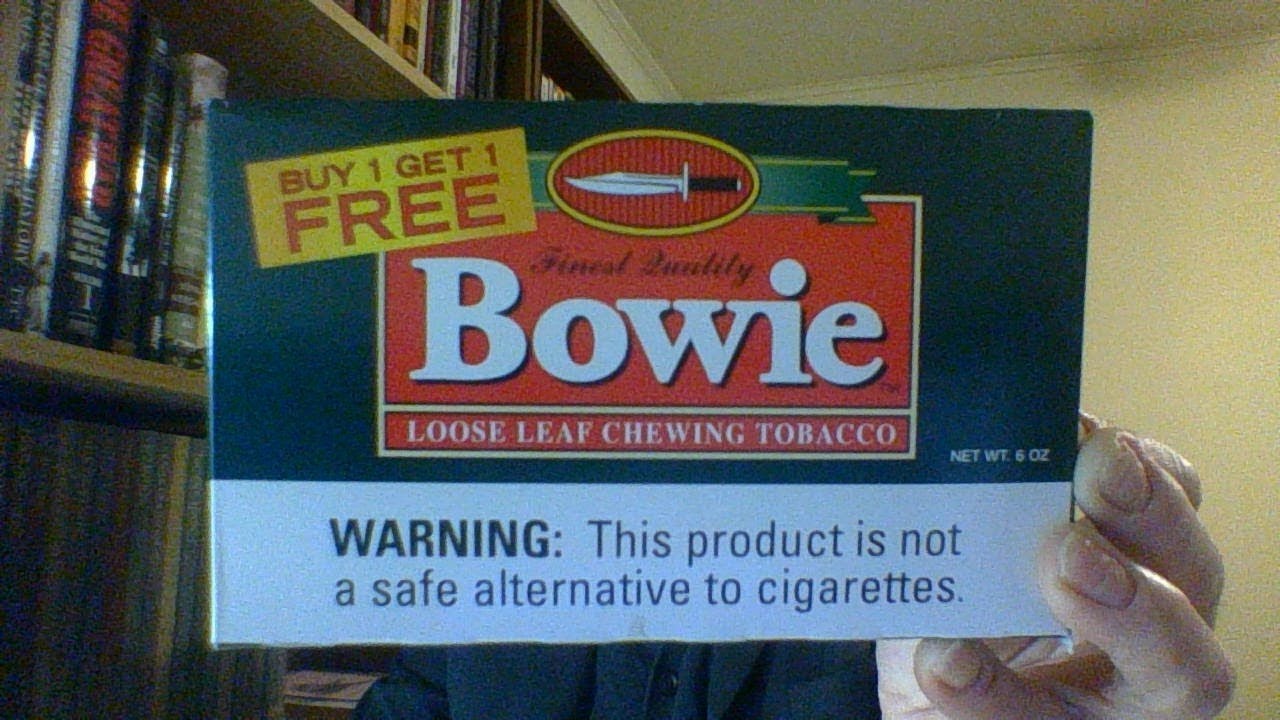 BUY 1 GET 1
FREE
Finest Quality
Bowie
TM
LOOSE LEAF CHEWING TOBACCO
NET WT. 6 OZ
WARNING: This product is not
a safe alternative to cigarettes.